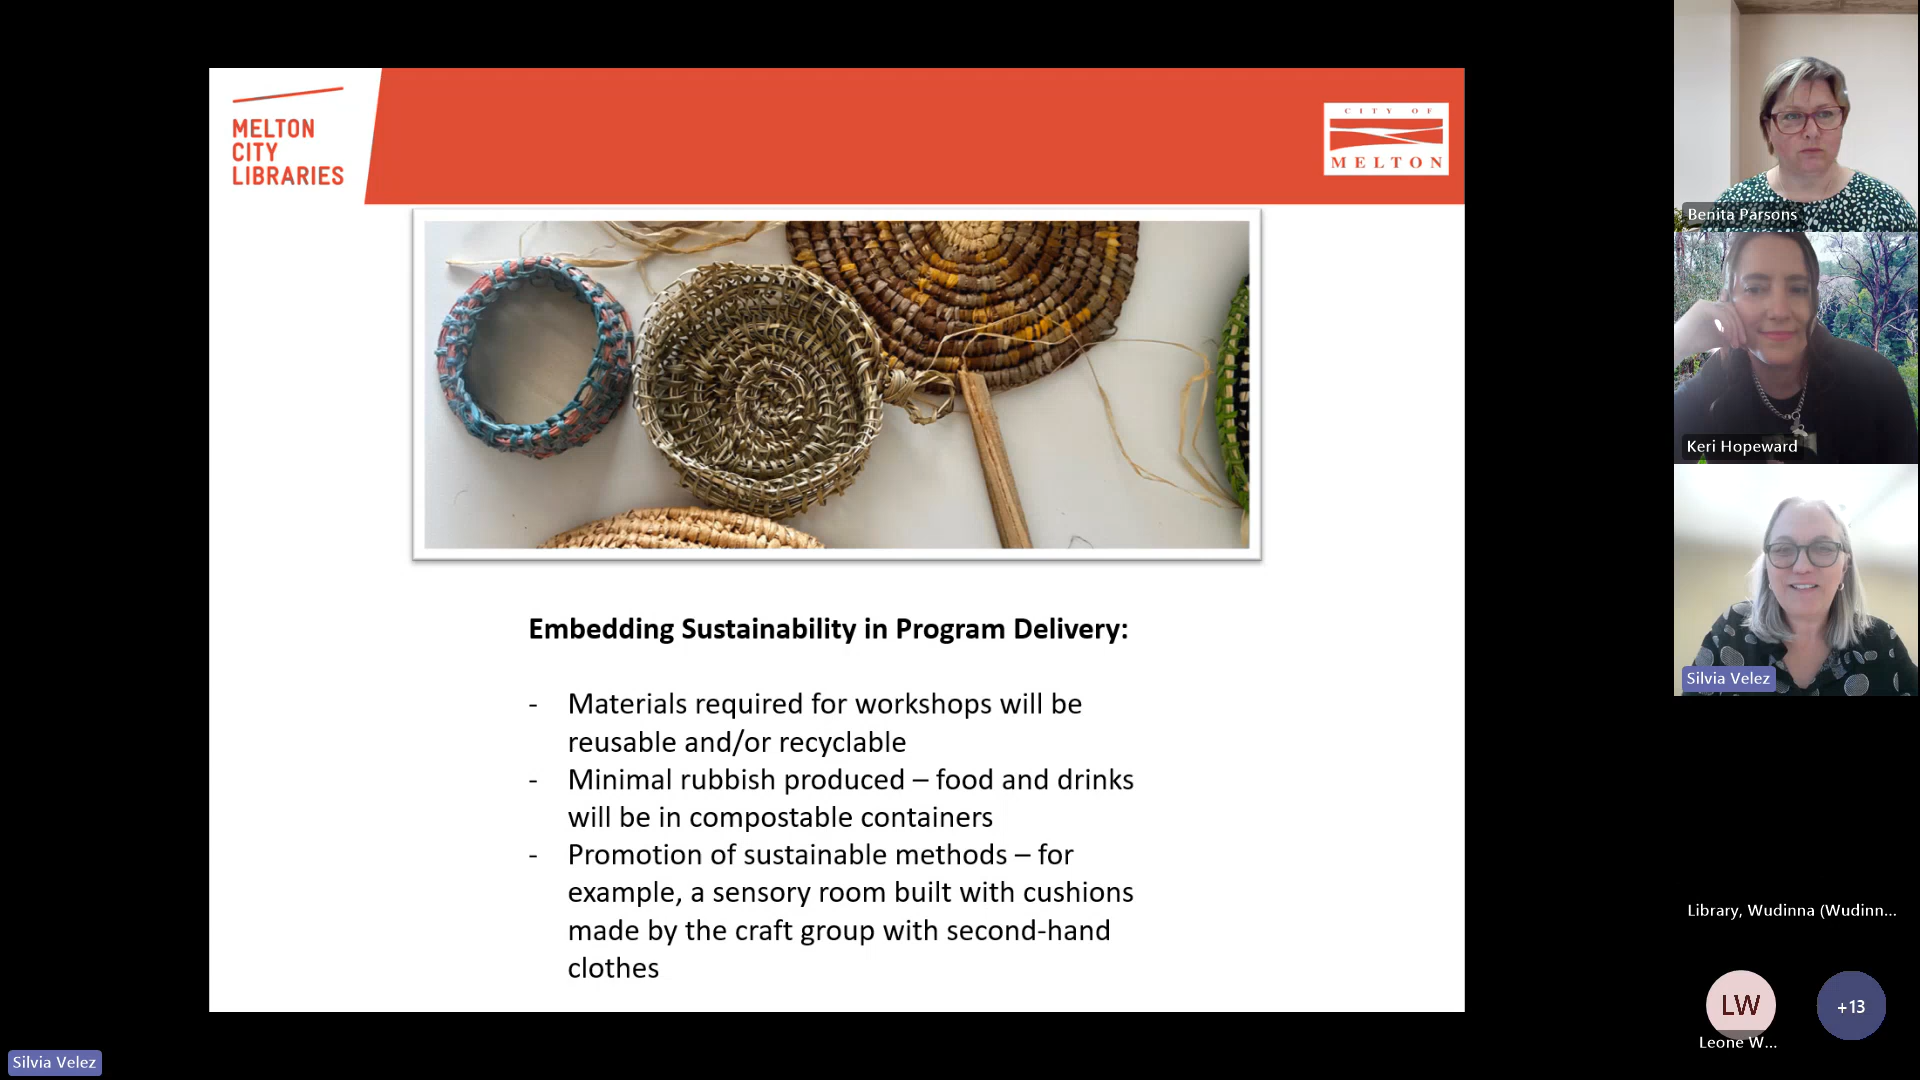 MELTON
CITY
LIBRARIES
CITY OF
MELTON
Embedding Sustainability in Program Delivery:
- Materials required for workshops will be
reusable and/or recyclable
- Minimal rubbish produced – food and drinks
will be in compostable containers
- Promotion of sustainable methods – for
example, a sensory room built with cushions
made by the craft group with second-hand
clothes
Benita Parsons
Keri Hopeward
Silvia Velez
Library, Wudinna (Wudinn...
LW
+13
Leone W...
Silvia Velez